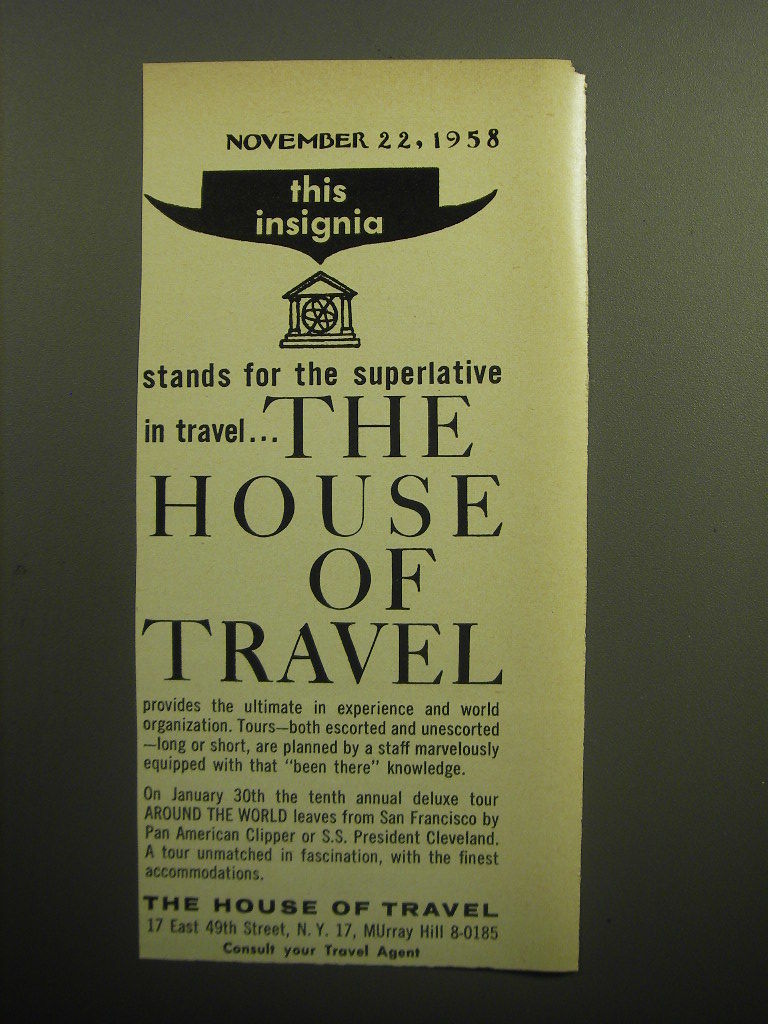 NOVEMBER 22, 1958
this
insignia
stands for the superlative
in travel... THE
HOUSE
OF
TRAVEL
provides the ultimate in experience and world
organization. Tours—both escorted and unescorted
—long or short, are planned by a staff marvelously
equipped with that "been there" knowledge.
On January 30th the tenth annual deluxe tour
AROUND THE WORLD leaves from San Francisco by
Pan American Clipper or S.S. President Cleveland.
A tour unmatched in fascination, with the finest
accommodations.
THE HOUSE OF TRAVEL
17 East 49th Street, N. Y. 17, MUrray Hill 8-0185
Consult your Travel Agent